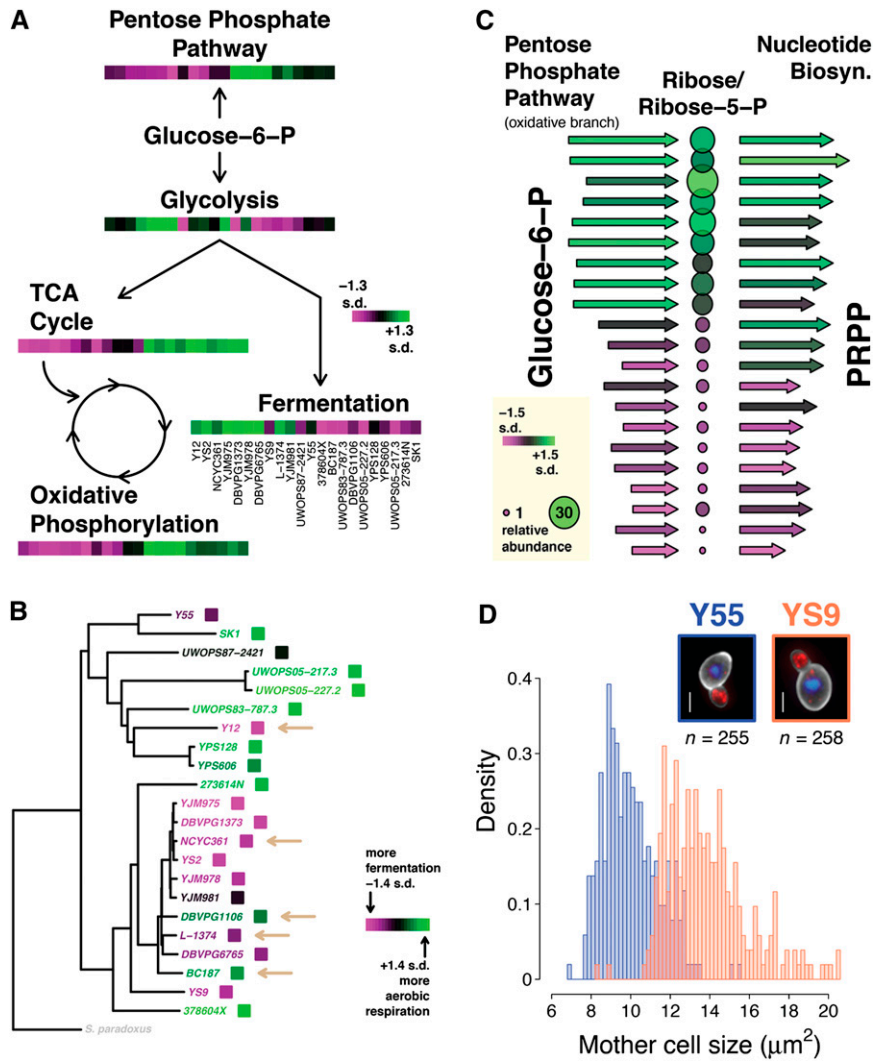 A
Pentose Phosphate
Pathway
Glucose–6–P
Glycolysis
TCA
Cycle
−1.3
s.d.
+1.3
s.d.
Fermentation
Y12
YS2
NCYC361
YJM975
DBVPG1373
YJM978
DBVPG6765
YS9
L−1374
YJM981
UWOPS87−2421
Y55
378604X
BC187
UWOPS83−787.3
DBVPG1106
UWOPS05−227.2
YPS128
YPS606
UWOPS05−217.3
273614N
SK1
Oxidative
Phosphorylation
C
Pentose
Phosphate
Pathway
(oxidative branch)
Ribose/
Ribose–5–P
Nucleotide
Biosyn.
Glucose–6–P
PRPP
−1.5
s.d.
+1.5
s.d.
1
30
relative
abundance
B
Y55
SK1
UWOPS87−2421
UWOPS05−217.3
UWOPS05−227.2
UWOPS83−787.3
Y12
YPS128
YPS606
273614N
YJM975
DBVPG1373
NCYC361
YS2
YJM978
YJM981
DBVPG1106
L−1374
DBVPG6765
BC187
YS9
378604X
S. paradoxus
more
fermentation
−1.4 s.d.
+1.4 s.d.
more
aerobic
respiration
D
Y55
YS9
n = 255
n = 258
Density
0.4
0.3
0.2
0.1
0
6 8 10 12 14 16 18 20
Mother cell size (μm²)